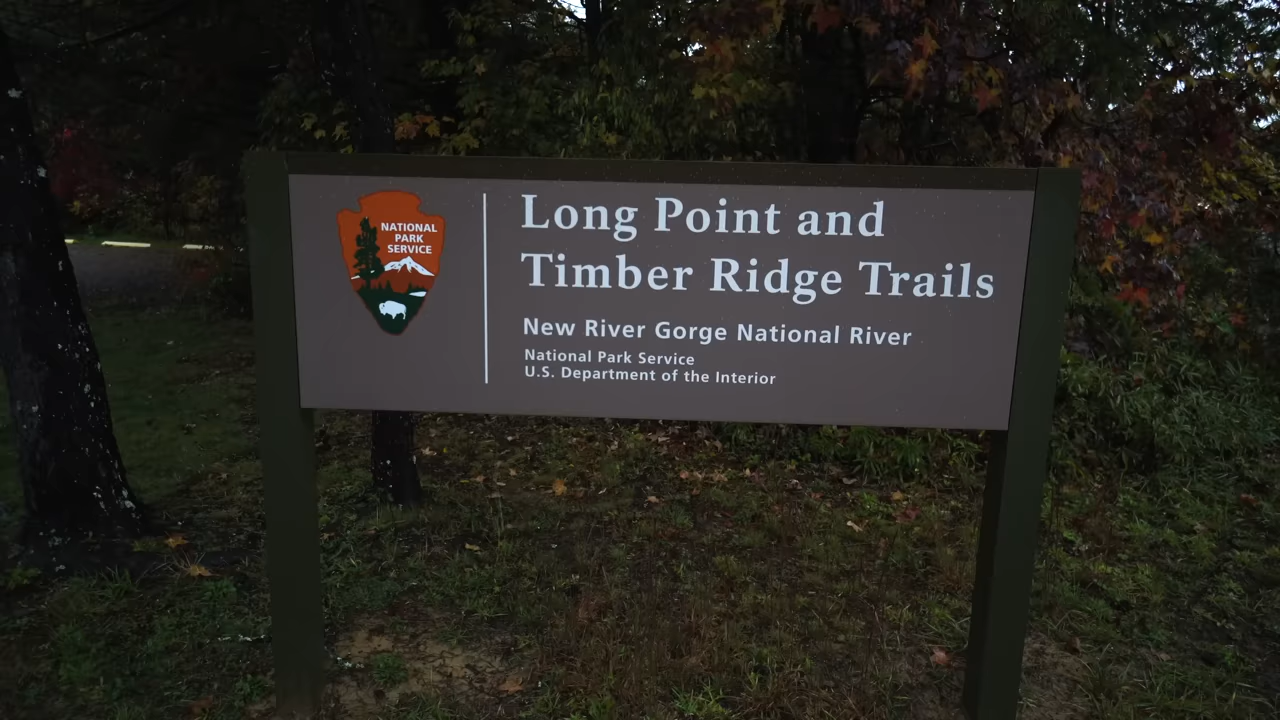 NATIONAL
PARK
SERVICE
Long Point and
Timber Ridge Trails
New River Gorge National River
National Park Service
U.S. Department of the Interior